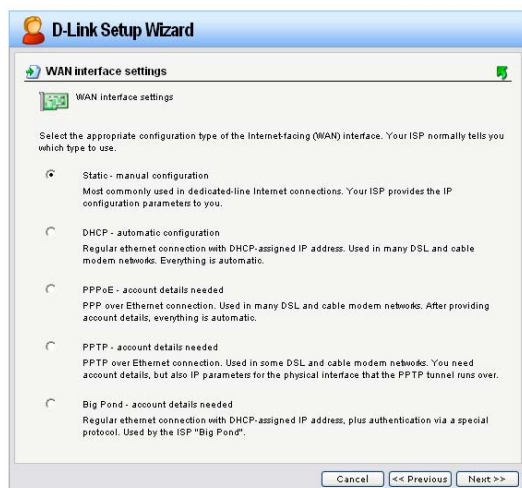 D-Link Setup Wizard
WAN interface settings
WAN interface settings
Select the appropriate configuration type of the Internet-facing (WAN) interface. Your ISP normally tells you
which type to use.
Static - manual configuration
Most commonly used in dedicated-line Internet connections. Your ISP provides the IP
configuration parameters to you.
DHCP - automatic configuration
Regular ethernet connection with DHCP-assigned IP address. Used in many DSL and cable
modem networks. Everything is automatic.
PPPoE - account details needed
PPP over Ethernet connection. Used in many DSL and cable modem networks. After providing
account details, everything is automatic.
PPTP - account details needed
PPTP over Ethernet connection. Used in some DSL and cable modem networks. You need
account details, but also IP parameters for the physical interface that the PPTP tunnel runs over.
Big Pond - account details needed
Regular ethernet connection with DHCP-assigned IP address, plus authentication via a special
protocol. Used by the ISP "Big Pond".
Cancel << Previous Next >>